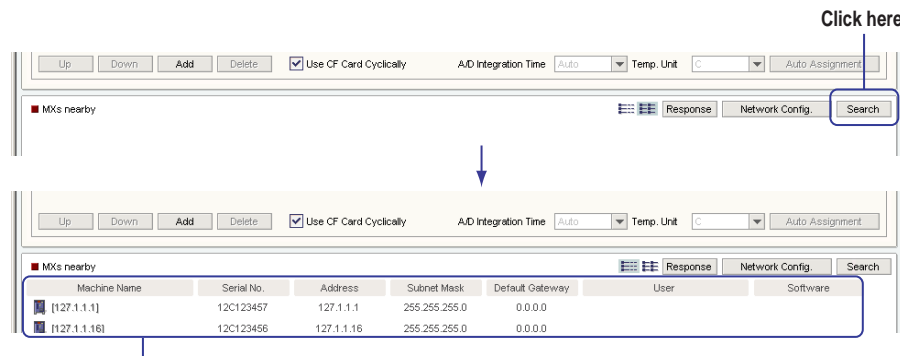 Click here
Up Down Add Delete Use CF Card Cyclically A/D Integration Time Auto Temp. Unit C Auto Assignment
MXs nearby Response Network Config. Search
Up Down Add Delete Use CF Card Cyclically A/D Integration Time Auto Temp. Unit C Auto Assignment
MXs nearby Response Network Config. Search
Machine Name Serial No. Address Subnet Mask Default Gateway User Software
[127.1.1.1] 12C123457 127.1.1.1 255.255.255.0 0.0.0.0
[127.1.1.16] 12C123456 127.1.1.16 255.255.255.0 0.0.0.0